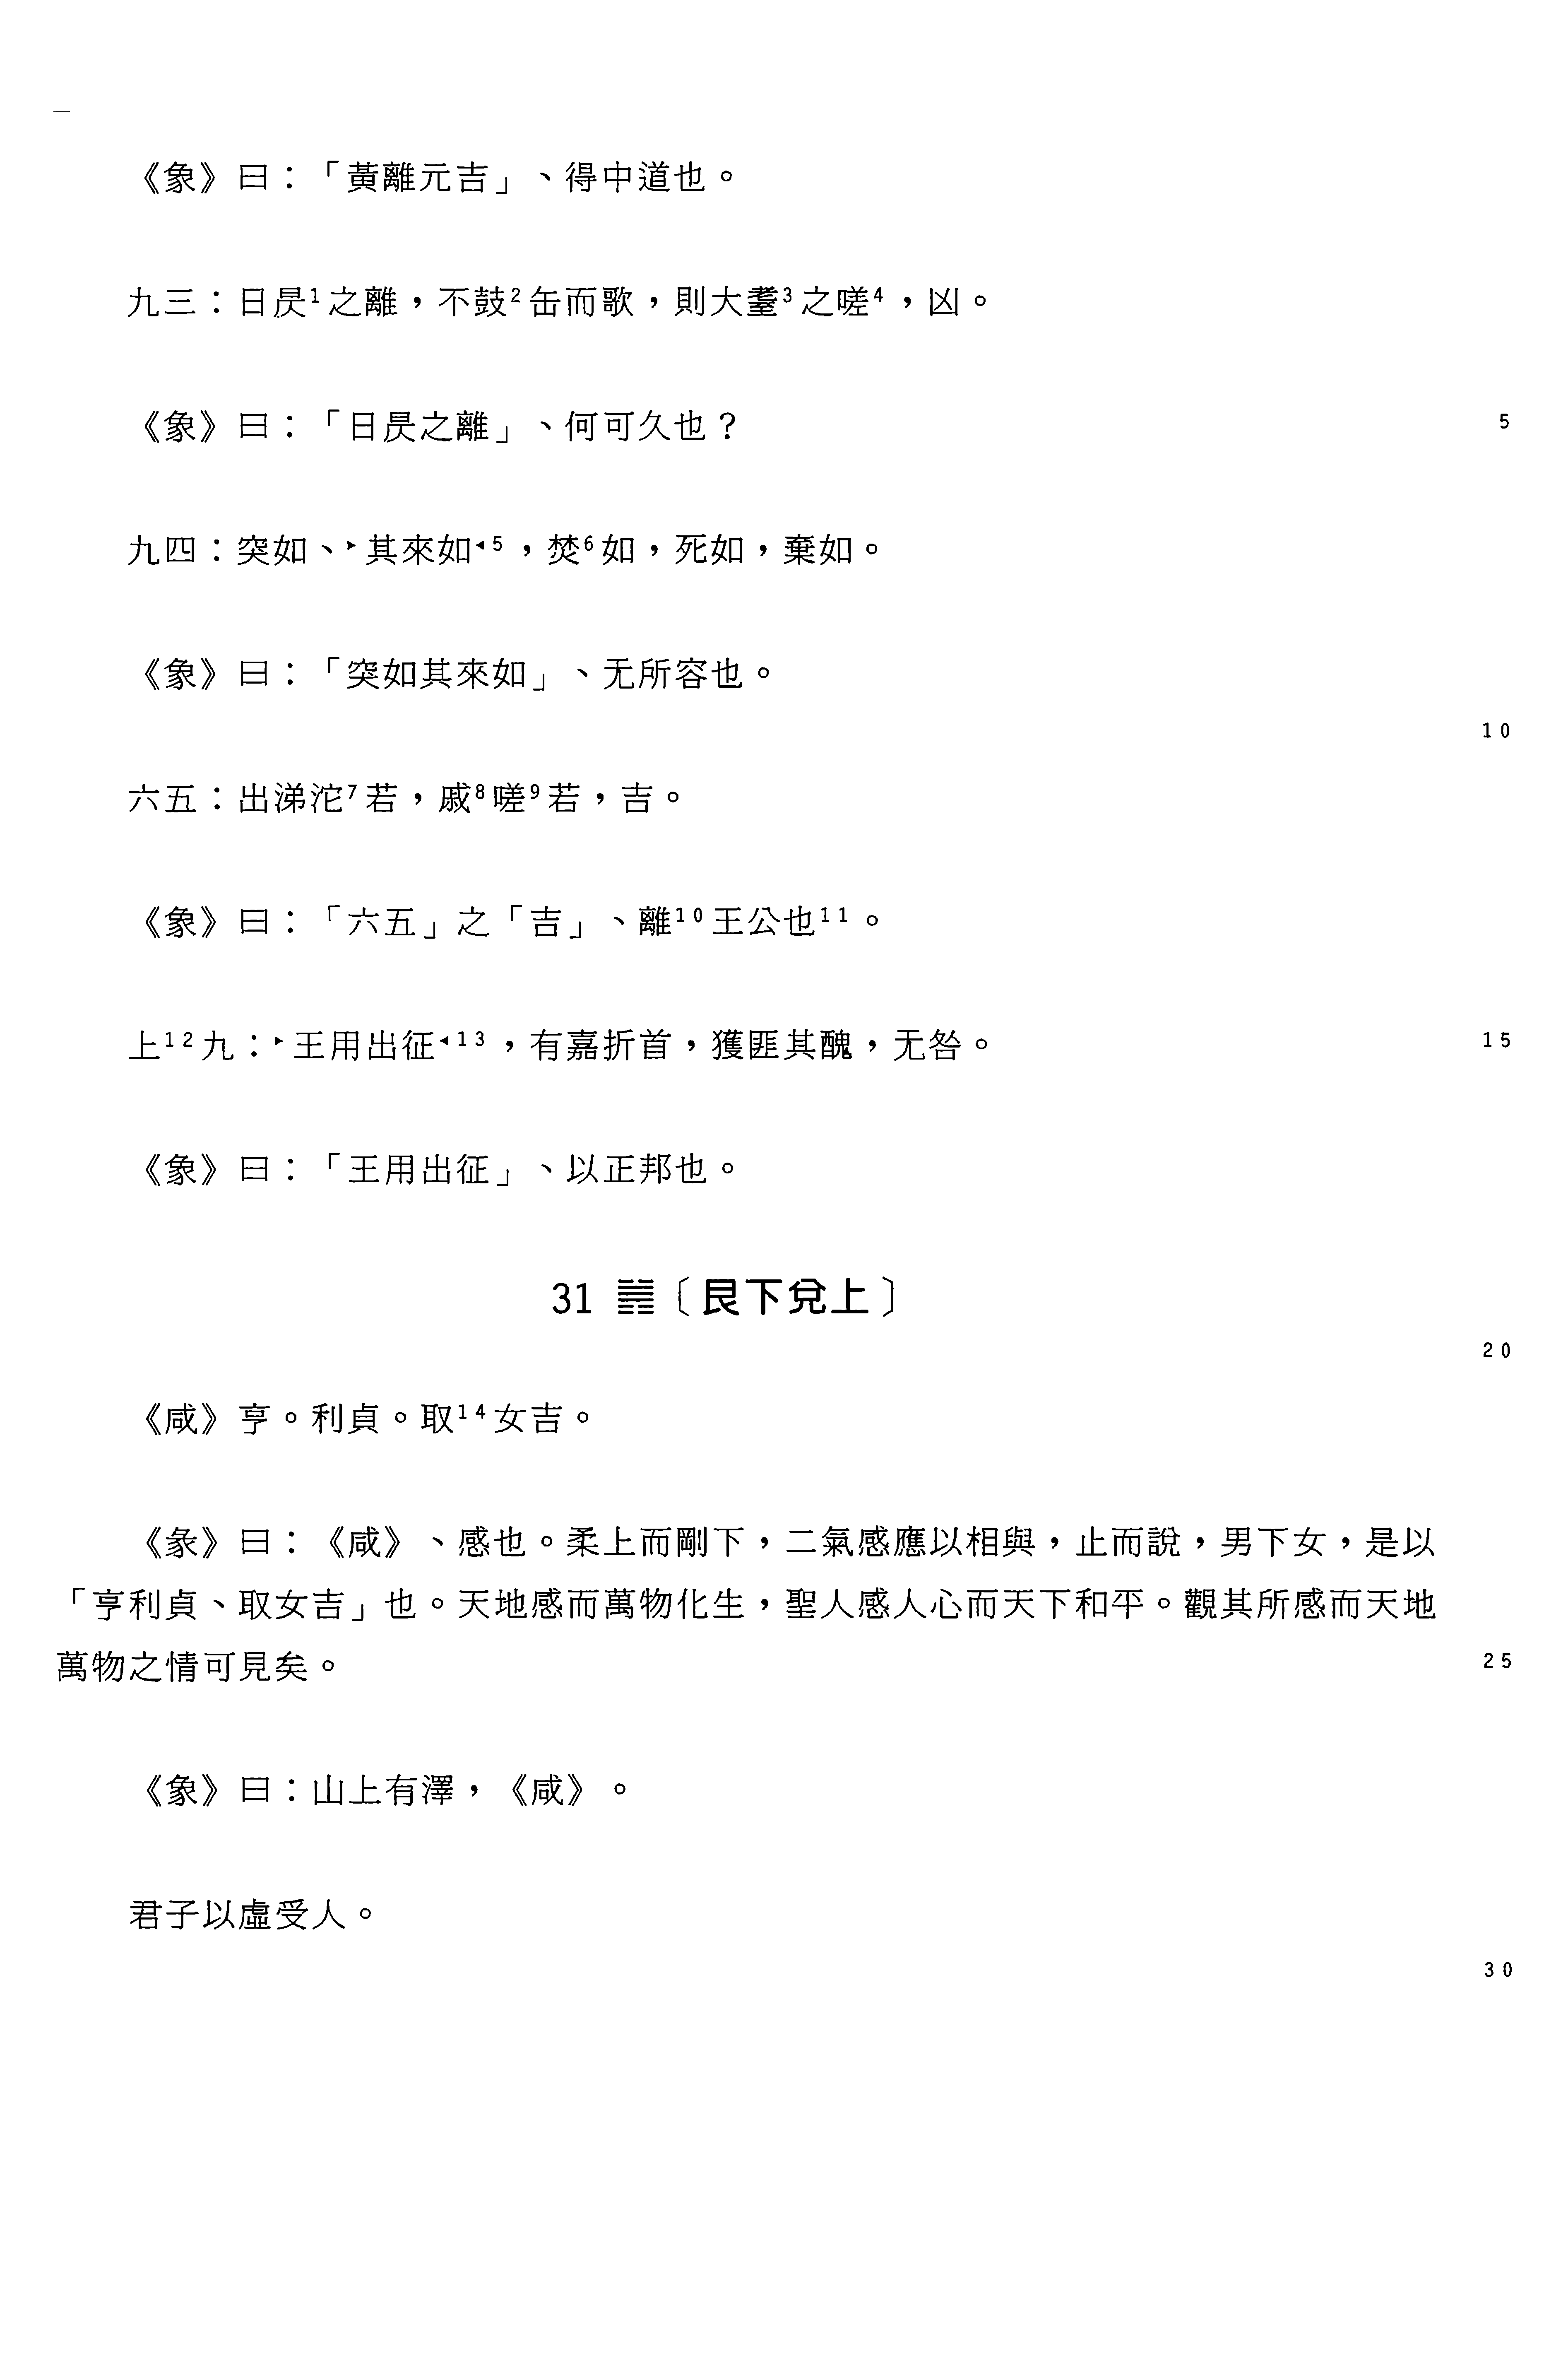 《象》曰：「黃離元吉」、得中道也。
九三：日昃1之離，不鼓2缶而歌，則大耋3之嗟4，凶。
《象》曰：「日昃之離」、何可久也？
5
九四：突如、▸其來如◂5，焚6如，死如，棄如。
《象》曰：「突如其來如」、无所容也。
10
六五：出涕沱7若，戚8嗟9若，吉。
《象》曰：「六五」之「吉」、離10王公也11。
上12九：▸王用出征◂13，有嘉折首，獲匪其醜，无咎。
15
《象》曰：「王用出征」、以正邦也。
31 ䷞〔艮下兌上〕
20
《咸》亨。利貞。取14女吉。
《彖》曰：《咸》、感也。柔上而剛下，二氣感應以相與，止而說，男下女，是以
「亨利貞、取女吉」也。天地感而萬物化生，聖人感人心而天下和平。觀其所感而天地
萬物之情可見矣。
25
《象》曰：山上有澤，《咸》。
君子以虛受人。
30